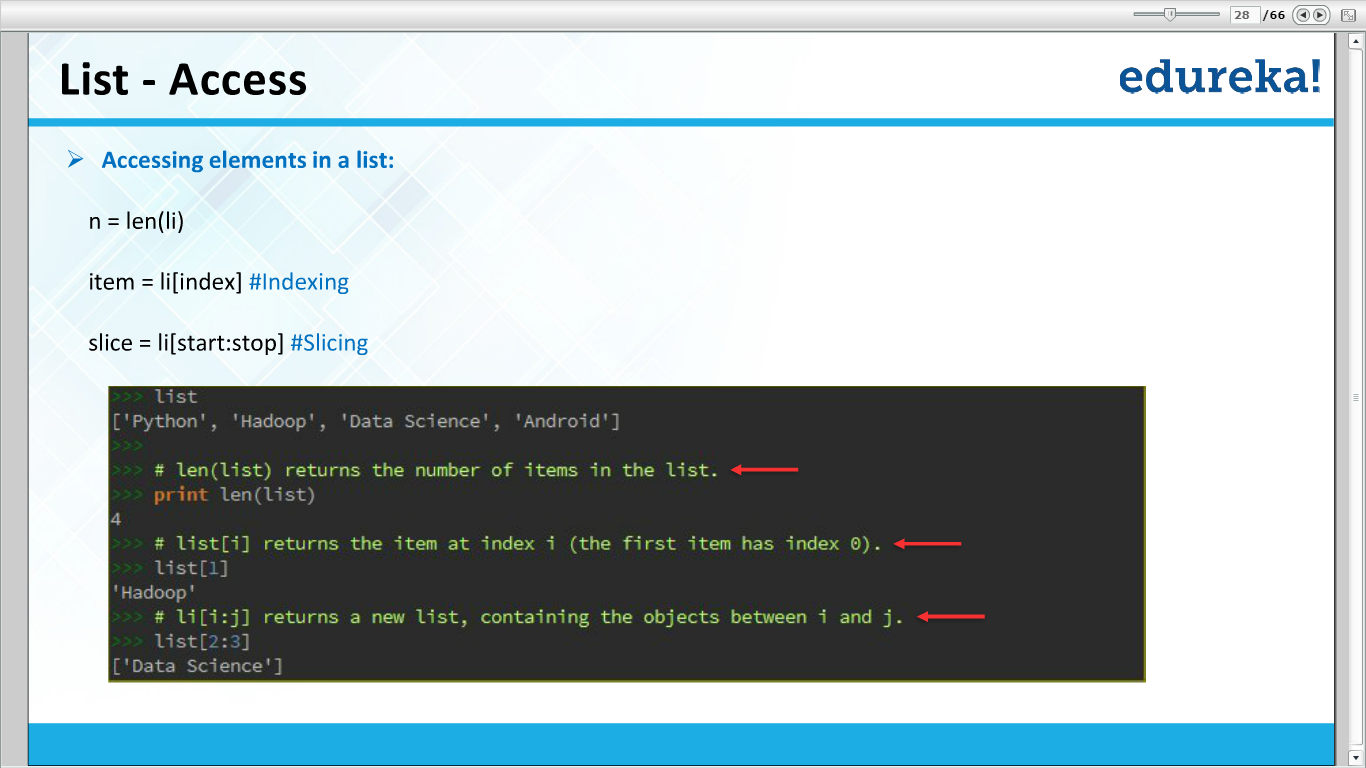 28 /66
List - Access
edureka!
Accessing elements in a list:
n = len(li)
item = li[index] #Indexing
slice = li[start:stop] #Slicing
>>> list
['Python', 'Hadoop', 'Data Science', 'Android']
>>>
>>> # len(list) returns the number of items in the list.
>>> print len(list)
4
>>> # list[i] returns the item at index i (the first item has index 0).
>>> list[1]
'Hadoop'
>>> # li[i:j] returns a new list, containing the objects between i and j.
>>> list[2:3]
['Data Science']